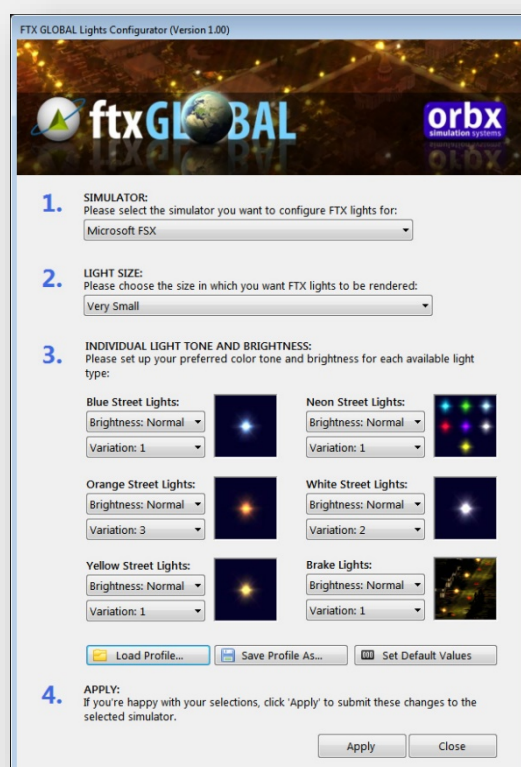 FTX GLOBAL Lights Configurator (Version 1.00)
ftxGLOBAL
orbx
simulation systems
1.
SIMULATOR:
Please select the simulator you want to configure FTX lights for:
Microsoft FSX
2.
LIGHT SIZE:
Please choose the size in which you want FTX lights to be rendered:
Very Small
3.
INDIVIDUAL LIGHT TONE AND BRIGHTNESS:
Please set up your preferred color tone and brightness for each available light
type:
Blue Street Lights:
Brightness: Normal
Variation: 1
Neon Street Lights:
Brightness: Normal
Variation: 1
Orange Street Lights:
Brightness: Normal
Variation: 3
White Street Lights:
Brightness: Normal
Variation: 2
Yellow Street Lights:
Brightness: Normal
Variation: 1
Brake Lights:
Brightness: Normal
Variation: 1
Load Profile...
Save Profile As...
Set Default Values
4.
APPLY:
If you're happy with your selections, click 'Apply' to submit these changes to the
selected simulator.
Apply
Close